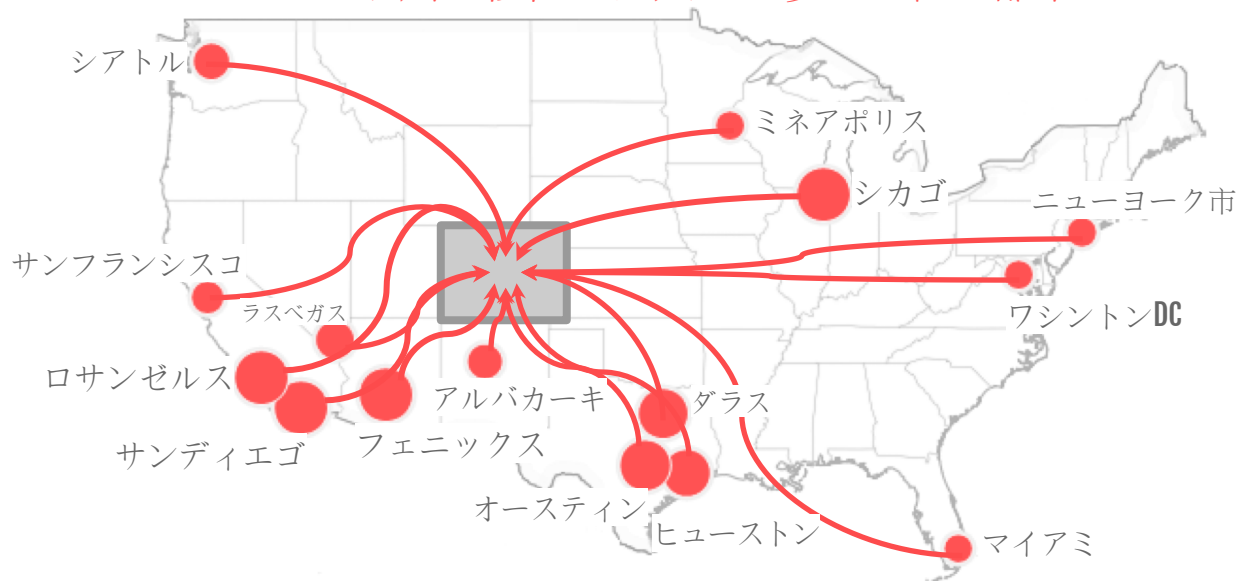 シアトル
ミネアポリス
シカゴ
ニューヨーク市
サンフランシスコ
ラスベガス
ワシントンDC
ロサンゼルス
アルバカーキ
ダラス
サンディエゴ
フェニックス
オースティン
ヒューストン
マイアミ